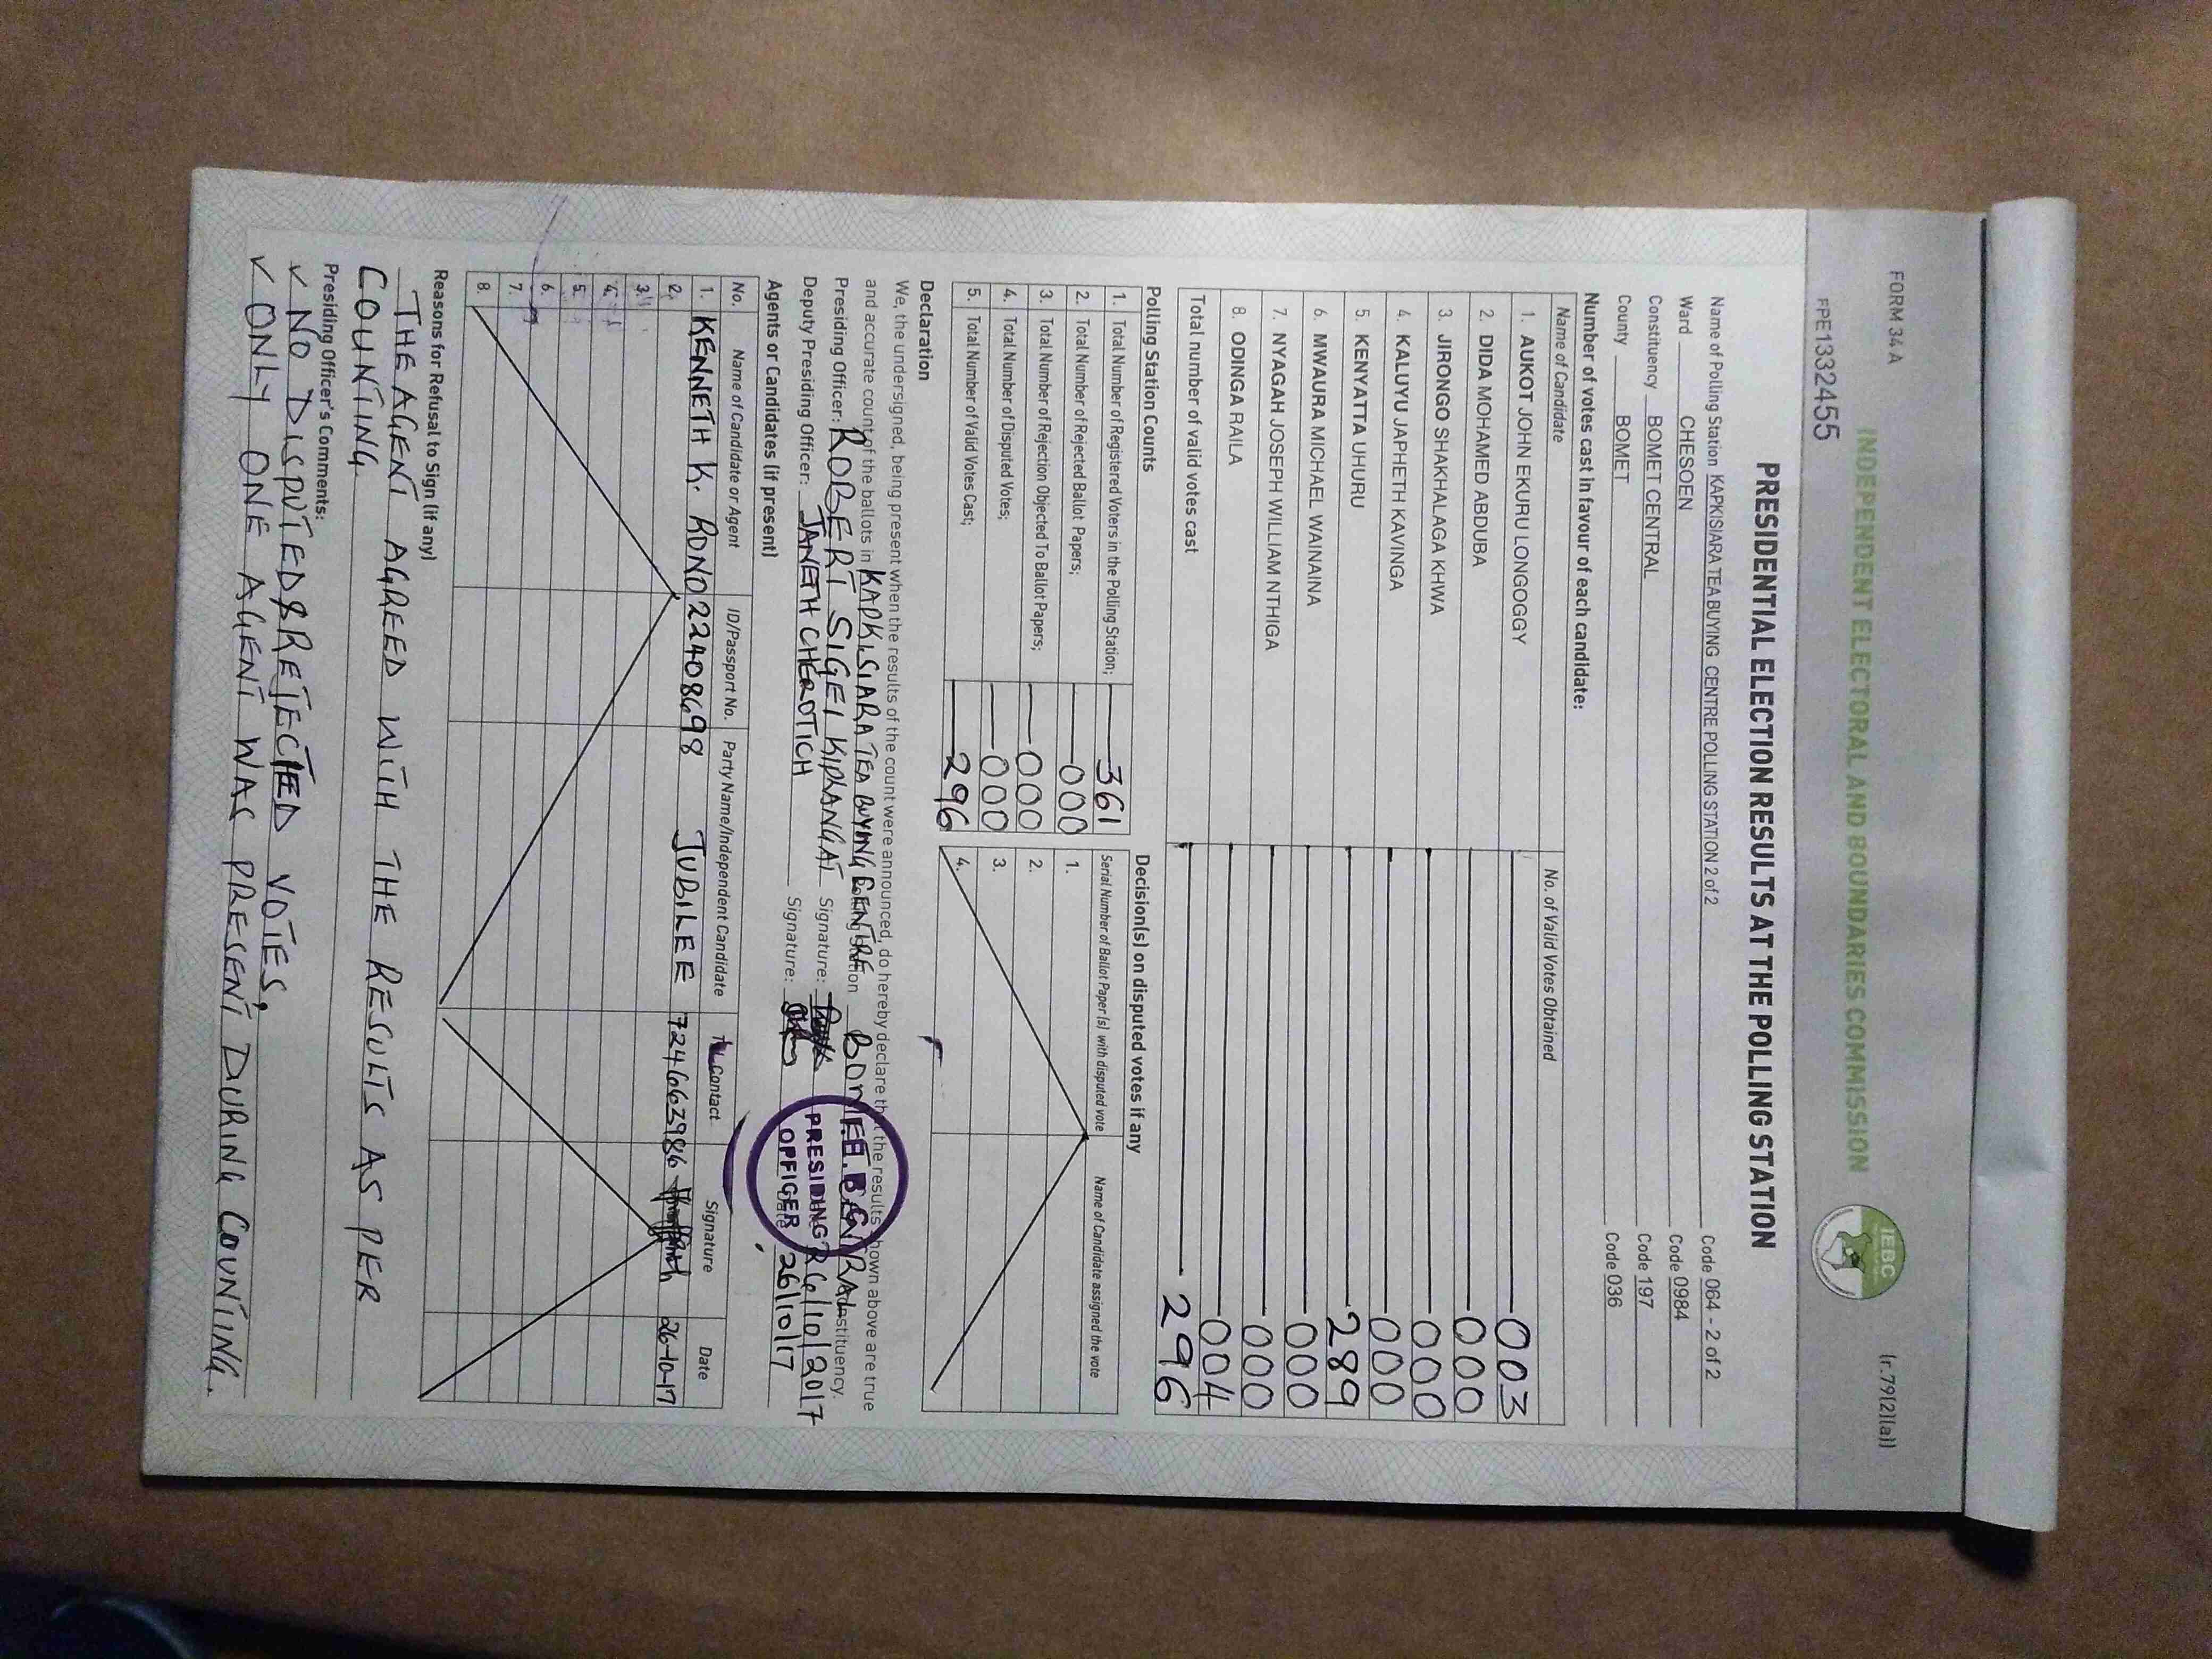 FORM 34 A
(r.79(2)(a))
FPE1332455
INDEPENDENT ELECTORAL AND BOUNDARIES COMMISSION
IEBC
PRESIDENTIAL ELECTION RESULTS AT THE POLLING STATION
Name of Polling Station KAPKISIARA TEA BUYING CENTRE POLLING STATION 2 of 2 Code 064 - 2 of 2
Ward CHESOEN Code 0984
Constituency BOMET CENTRAL Code 197
County BOMET Code 036
Number of votes cast in favour of each candidate:
Name of Candidate No. of Valid Votes Obtained
1. AUKOT JOHN EKURU LONGOGGY 003
2. DIDA MOHAMED ABDUBA 000
3. JIRONGO SHAKHALAGA KHWA 000
4. KALUYU JAPHETH KAVINGA 000
5. KENYATTA UHURU 289
6. MWAURA MICHAEL WAINAINA 000
7. NYAGAH JOSEPH WILLIAM NTHIGA 000
8. ODINGA RAILA 004
Total number of valid votes cast 296
Polling Station Counts
1. Total Number of Registered Voters in the Polling Station; 361
2. Total Number of Rejected Ballot Papers; 000
3. Total Number of Rejection Objected To Ballot Papers; 000
4. Total Number of Disputed Votes; 000
5. Total Number of Valid Votes Cast; 296
Decision(s) on disputed votes if any
Serial Number of Ballot Paper(s) with disputed vote Name of Candidate assigned the vote
1.
2.
3.
4.
Declaration
We, the undersigned, being present when the results of the count were announced, do hereby declare that the results shown above are true
and accurate count of the ballots in KAPKISIARA TEA BUYING CENTRE Polling Station BOMET CENTRAL Constituency.
Presiding Officer: ROBERT SIGEI KIPLANGAT Signature: Date 26/10/2017
Deputy Presiding Officer: JANETH CHEROTICH Signature: Date 26/10/17
I.E.B.C
PRESIDING
OFFICER
Agents or Candidates (if present)
No. Name of Candidate or Agent ID/Passport No. Party Name/Independent Candidate Contact Signature Date
1. KENNETH K. RONO 22408698 JUBILEE 724663986 26-10-17
2.
3.
4.
5.
6.
7.
8.
Reasons for Refusal to Sign (if any)
THE AGENT AGREED WITH THE RESULTS AS PER
COUNTING.
Presiding Officer's Comments:
✓ NO DISPUTED & REJECTED VOTES,
✓ ONLY ONE AGENT WAS PRESENT DURING COUNTING.